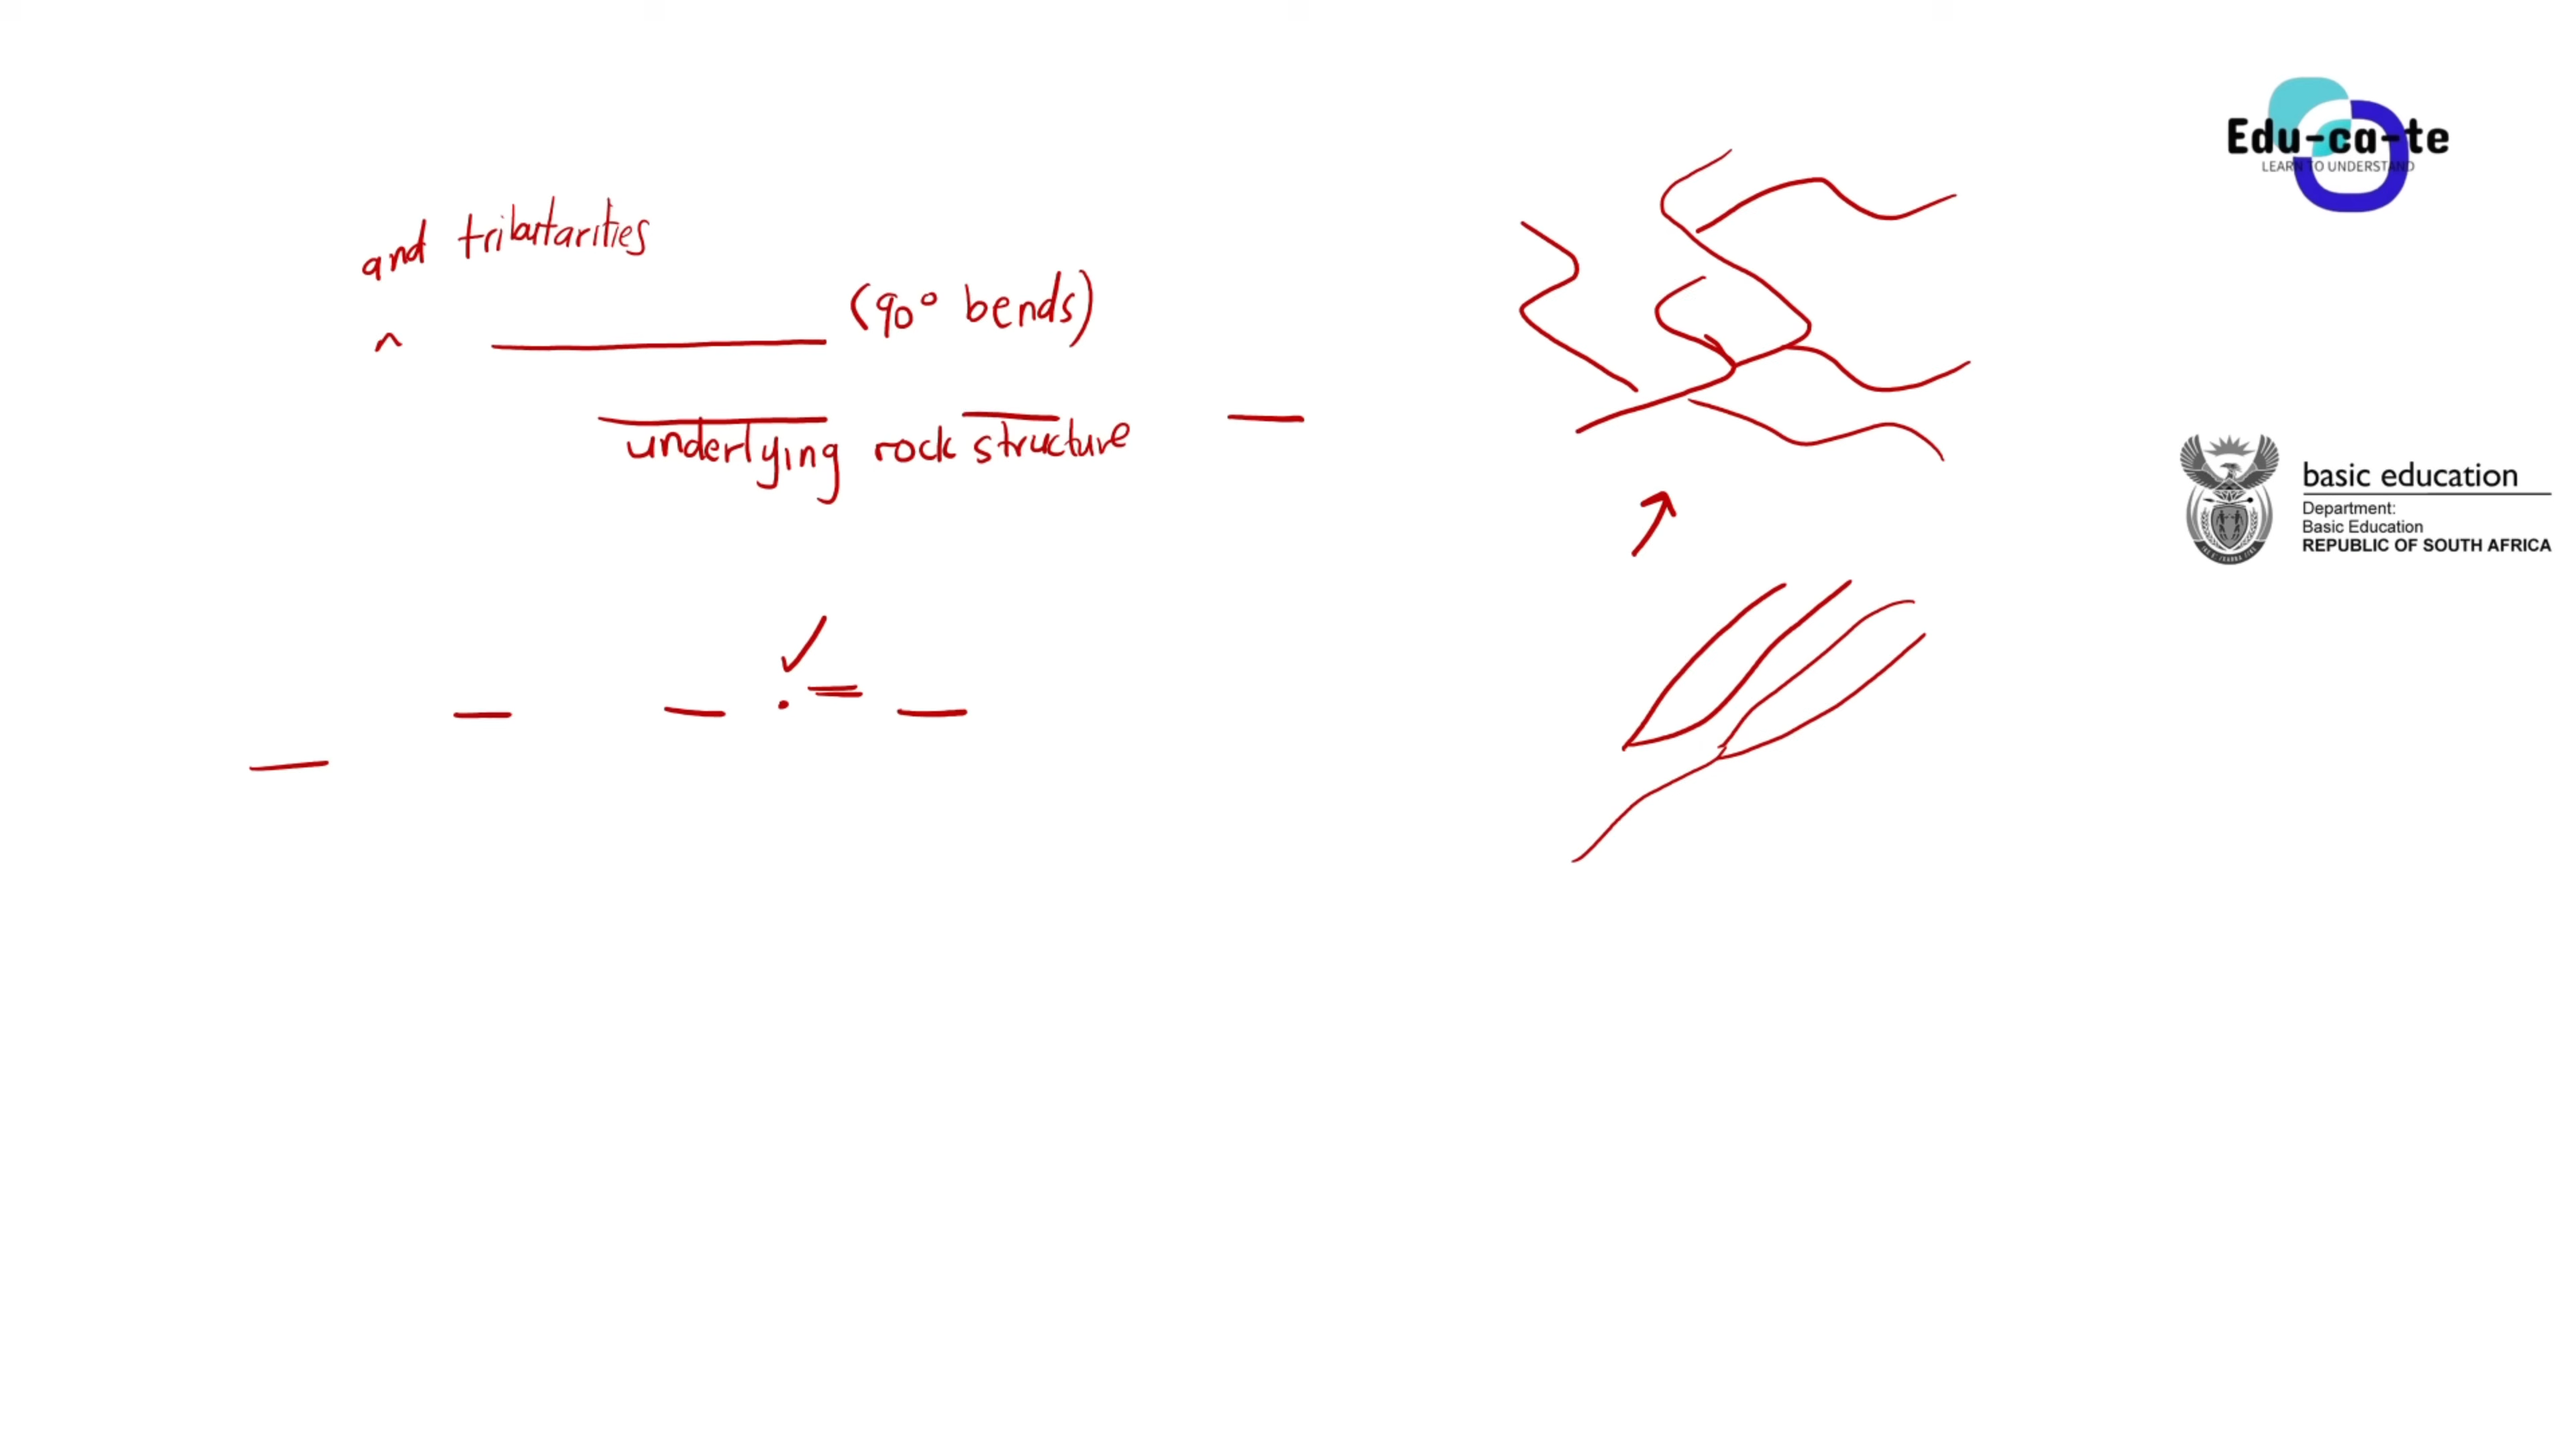 and tributarities
(90° bends)
underlying rock structure
Edu-ca-te
LEARN TO UNDERSTAND
basic education
Department:
Basic Education
REPUBLIC OF SOUTH AFRICA